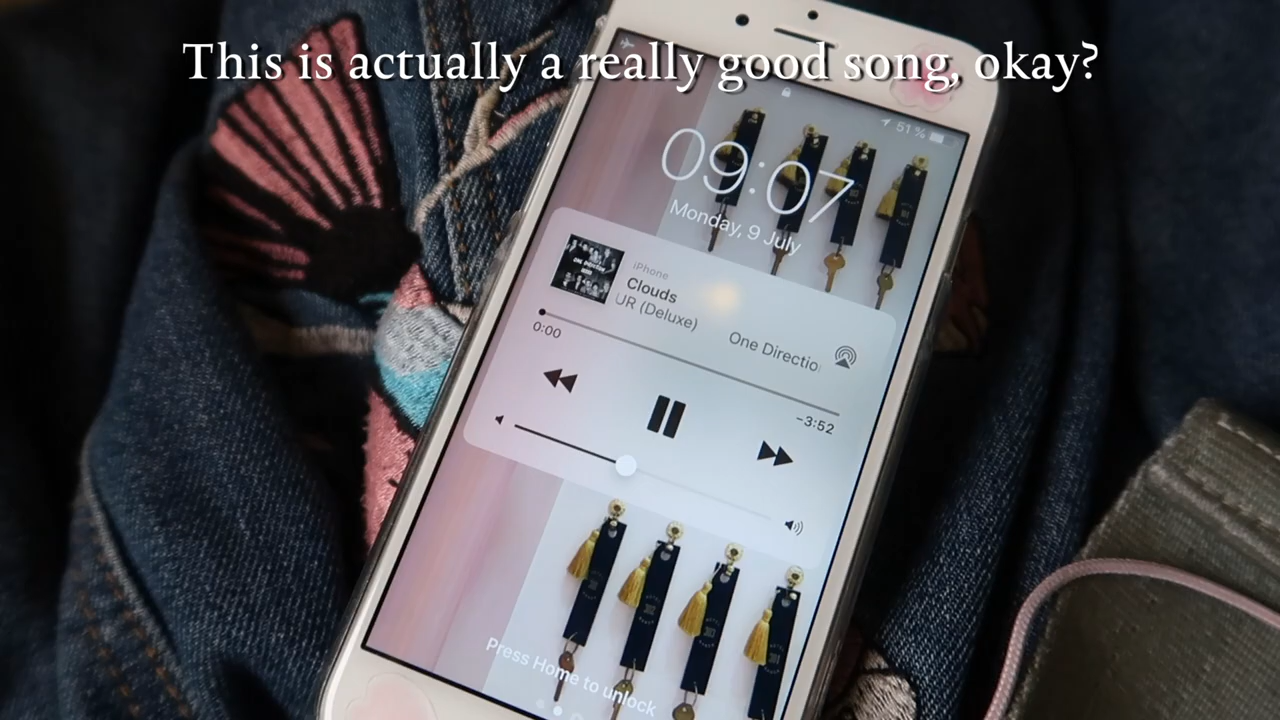 This is actually a really good song, okay?
51 %
09:07
Monday, 9 July
iPhone
Clouds
UR (Deluxe)
One Directio
0:00
-3:52
Press Home to unlock